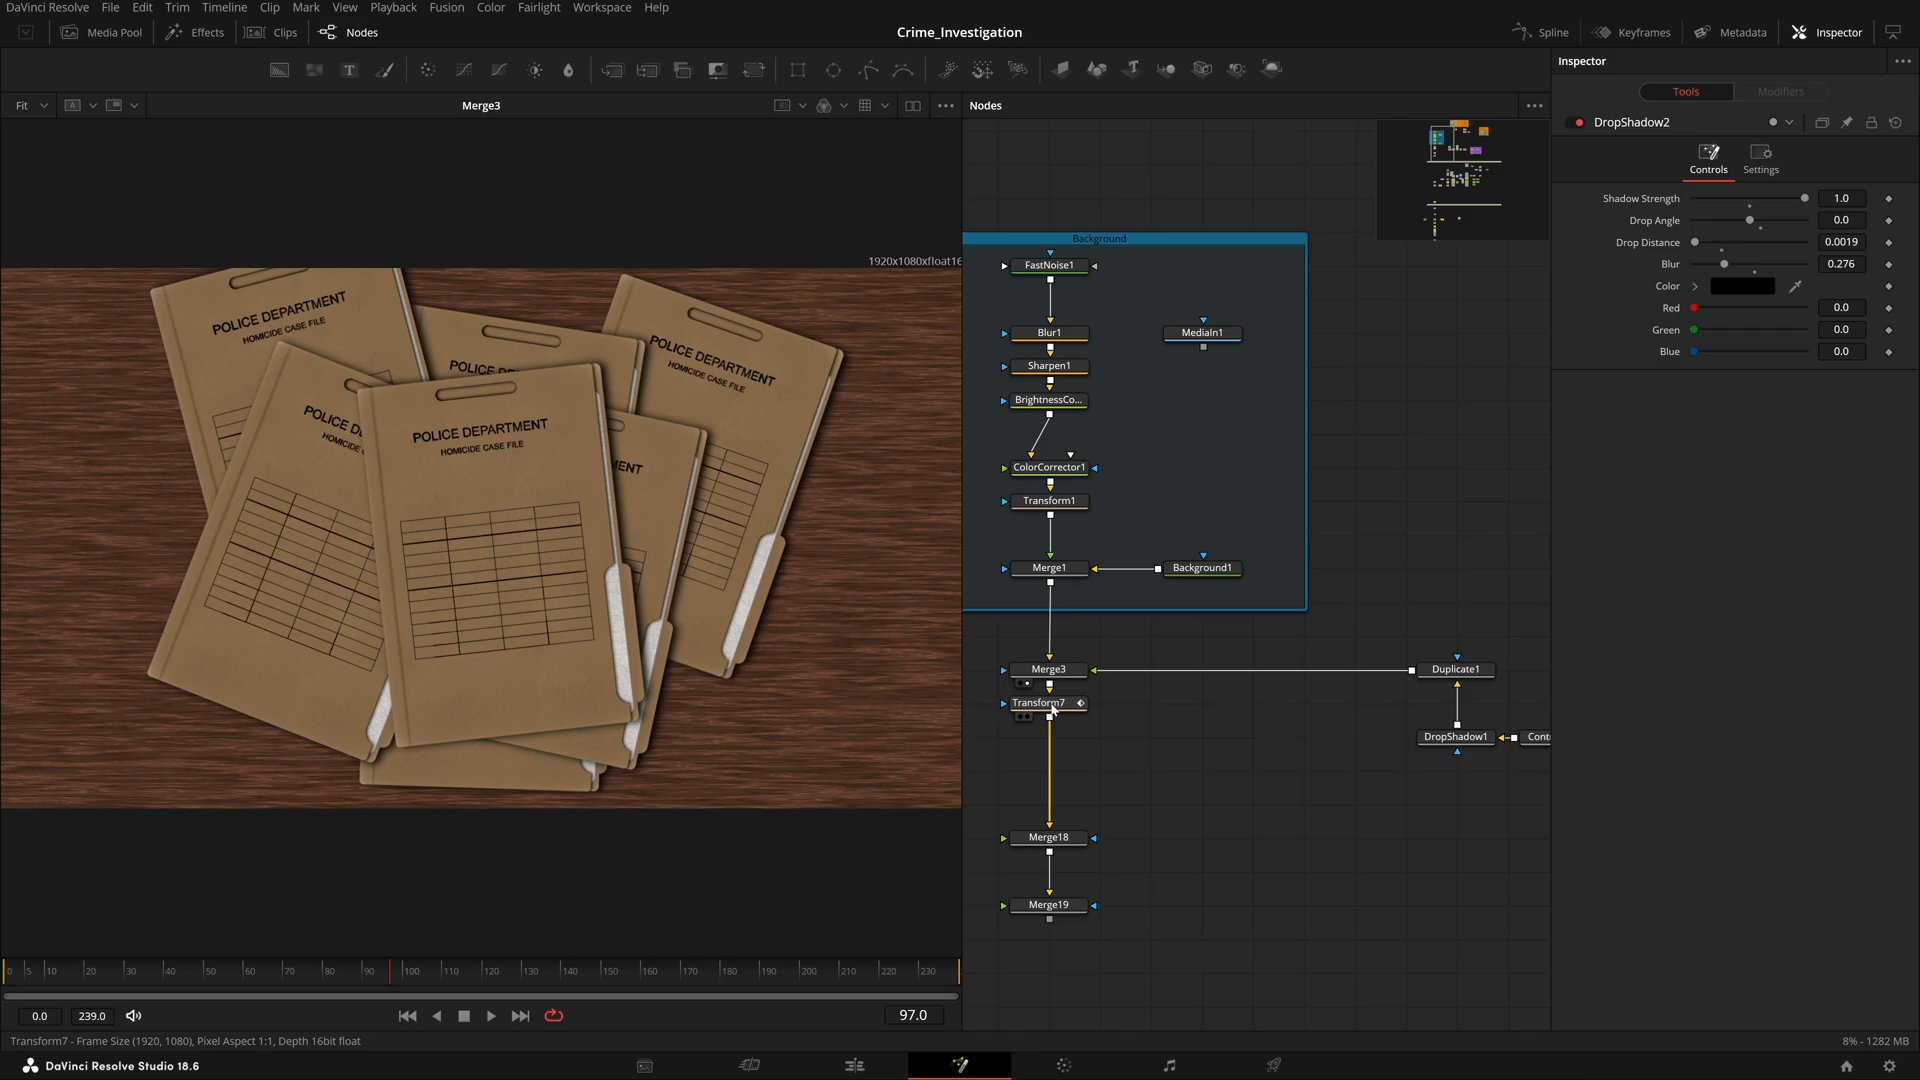 DaVinci Resolve File Edit Trim Timeline Clip Mark View Playback Fusion Color Fairlight Workspace Help
Media Pool Effects Clips Nodes Crime_Investigation Spline Keyframes Metadata Inspector
Inspector
Tools Modifiers
Fit Merge3 Nodes
DropShadow2
Controls Settings
Shadow Strength 1.0
Drop Angle 0.0
Drop Distance 0.0019
Blur 0.276
Color
Red 0.0
Green 0.0
Blue 0.0
1920x1080xfloat16
POLICE DEPARTMENT
HOMICIDE CASE FILE
POLICE DEPARTMENT
HOMICIDE CASE FILE
POLICE D
HOMIC
POLICE DEPARTMENT
HOMICIDE CASE FILE
MENT
Background
FastNoise1
Blur1
MediaIn1
Sharpen1
BrightnessCo...
ColorCorrector1
Transform1
Merge1
Background1
Merge3
Duplicate1
Transform7
DropShadow1
Cont
Merge18
Merge19
0 5 10 20 30 40 50 60 70 80 90 100 110 120 130 140 150 160 170 180 190 200 210 220 230
0.0 239.0 97.0
Transform7 - Frame Size (1920, 1080), Pixel Aspect 1:1, Depth 16bit float
8% - 1282 MB
DaVinci Resolve Studio 18.6